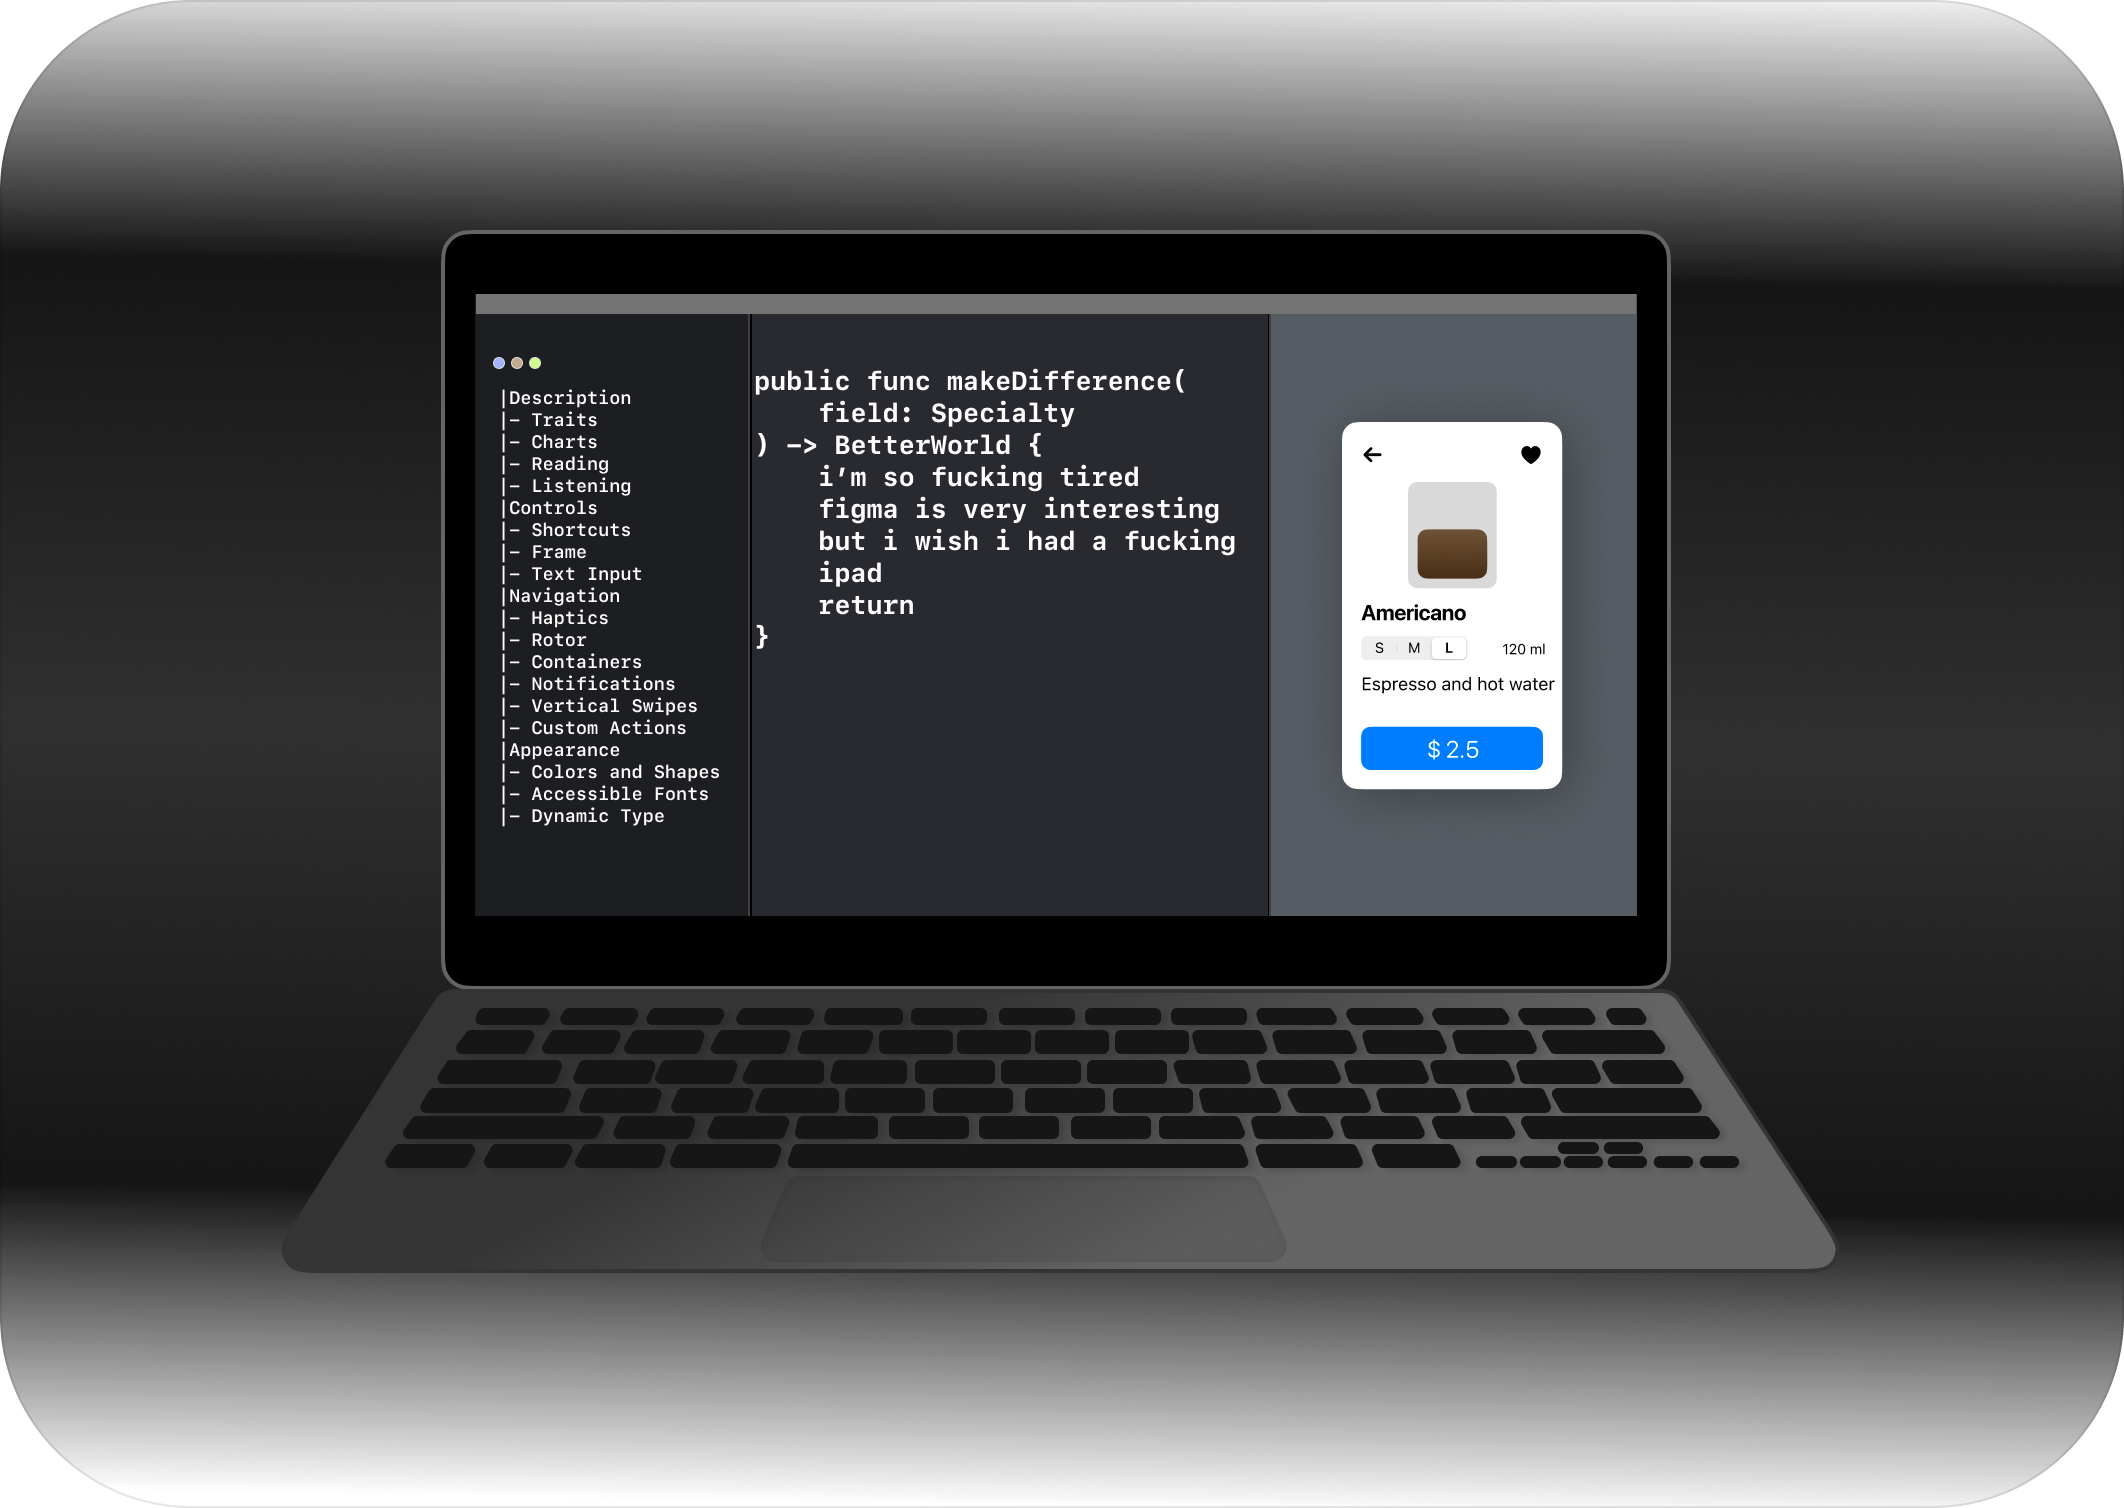 |Description
|- Traits
|- Charts
|- Reading
|- Listening
|Controls
|- Shortcuts
|- Frame
|- Text Input
|Navigation
|- Haptics
|- Rotor
|- Containers
|- Notifications
|- Vertical Swipes
|- Custom Actions
|Appearance
|- Colors and Shapes
|- Accessible Fonts
|- Dynamic Type
public func makeDifference(
    field: Specialty
) -> BetterWorld {
    i’m so fucking tired
    figma is very interesting
    but i wish i had a fucking
    ipad
    return
}
Americano
S M L 120 ml
Espresso and hot water
$ 2.5